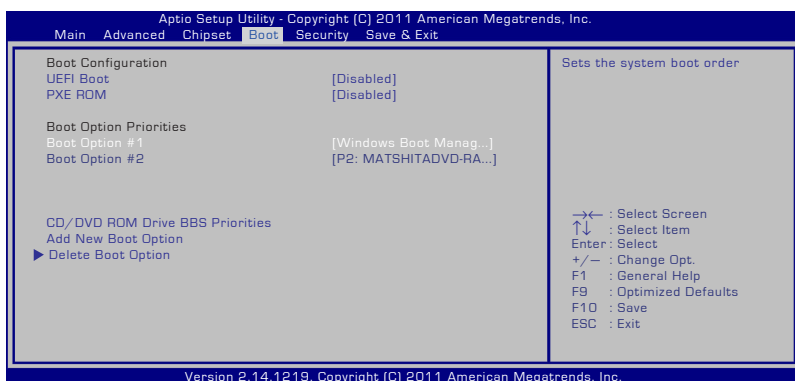 Aptio Setup Utility - Copyright (C) 2011 American Megatrends, Inc.
Main Advanced Chipset Boot Security Save & Exit
Boot Configuration
UEFI Boot [Disabled]
PXE ROM [Disabled]
Boot Option Priorities
Boot Option #1 [Windows Boot Manag...]
Boot Option #2 [P2: MATSHITADVD-RA...]
CD/DVD ROM Drive BBS Priorities
Add New Boot Option
▶ Delete Boot Option
Sets the system boot order
→← : Select Screen
↑↓ : Select Item
Enter : Select
+/− : Change Opt.
F1 : General Help
F9 : Optimized Defaults
F10 : Save
ESC : Exit
Version 2.14.1219. Copyright (C) 2011 American Megatrends, Inc.